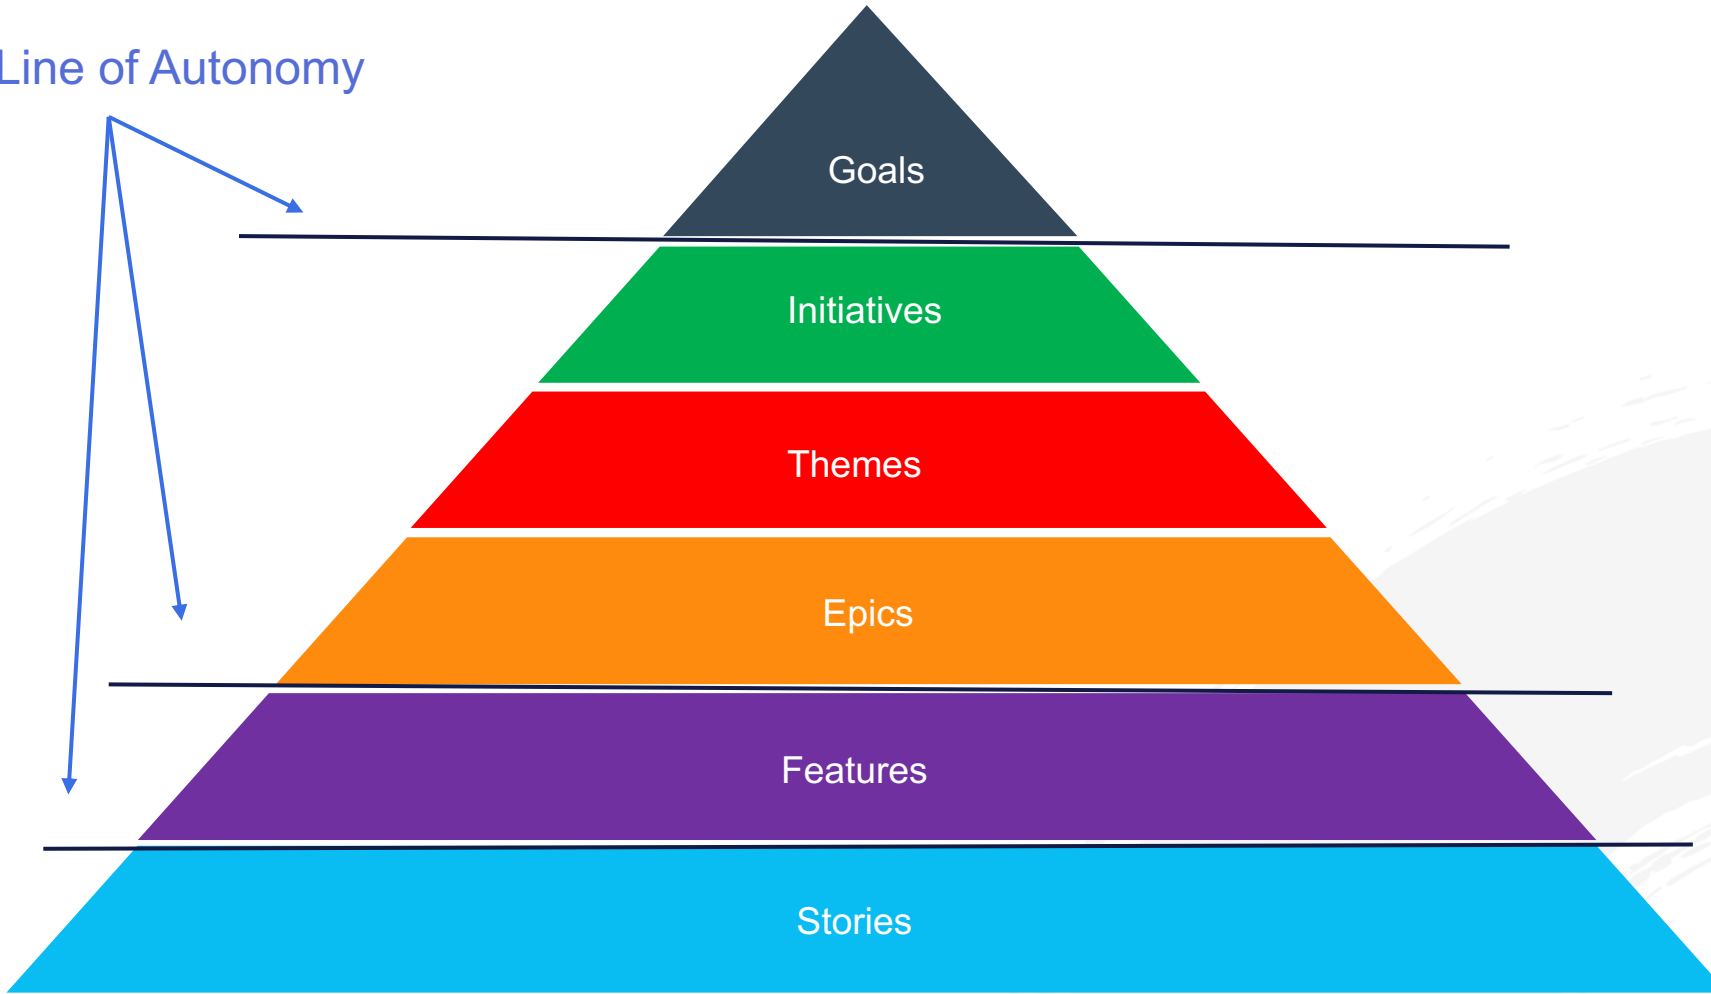 Line of Autonomy
Goals
Initiatives
Themes
Epics
Features
Stories